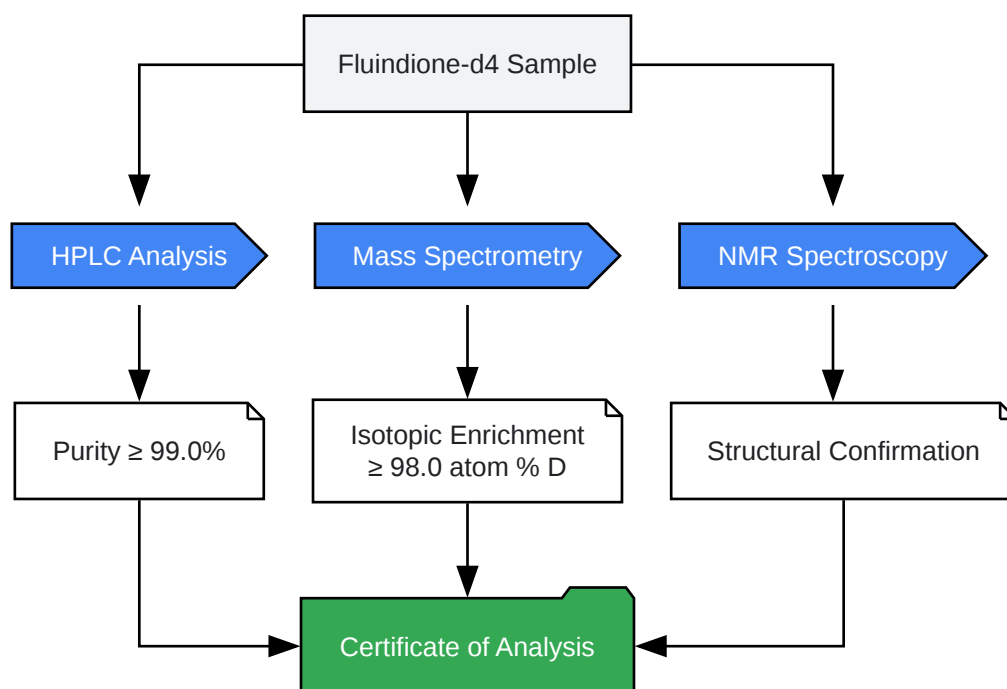 Fluindione-d4 Sample
HPLC Analysis
Mass Spectrometry
NMR Spectroscopy
Purity ≥ 99.0%
Isotopic Enrichment
≥ 98.0 atom % D
Structural Confirmation
Certificate of Analysis